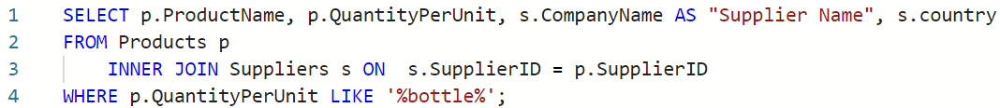 1 SELECT p.ProductName, p.QuantityPerUnit, s.CompanyName AS "Supplier Name", s.country
2 FROM Products p
3 INNER JOIN Suppliers s ON  s.SupplierID = p.SupplierID
4 WHERE p.QuantityPerUnit LIKE '%bottle%';